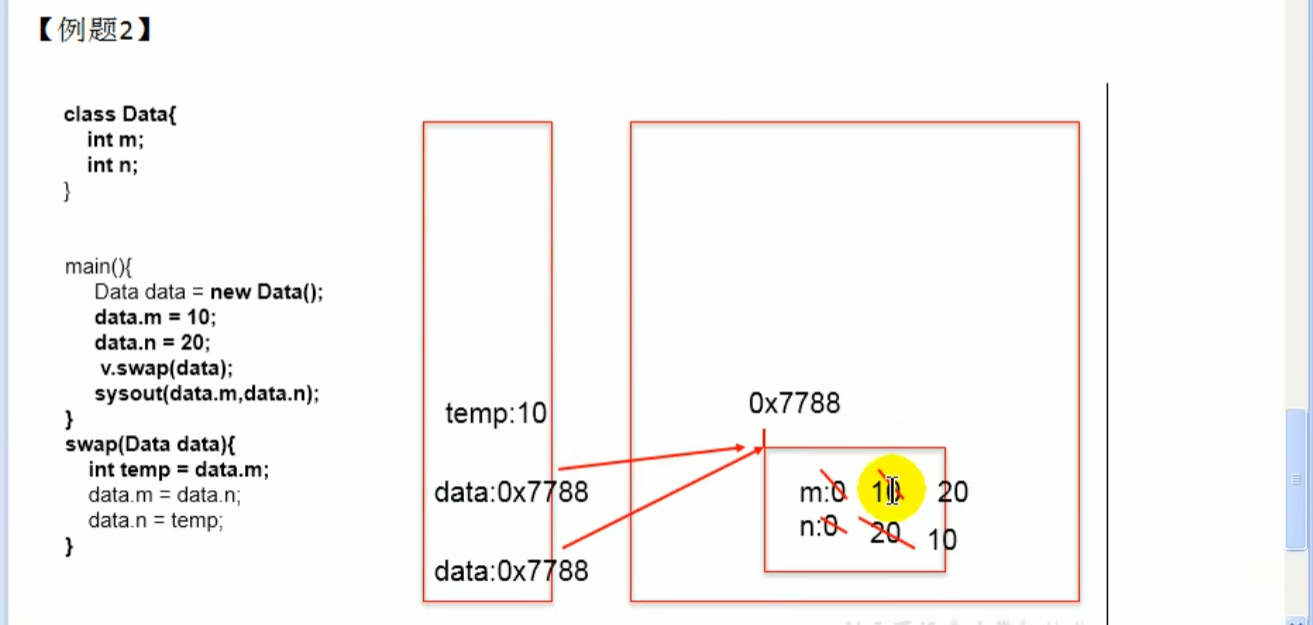 【例题2】
class Data{
int m;
int n;
}
main(){
Data data = new Data();
data.m = 10;
data.n = 20;
v.swap(data);
sysout(data.m,data.n);
}
swap(Data data){
int temp = data.m;
data.m = data.n;
data.n = temp;
}
temp:10
data:0x7788
data:0x7788
0x7788
m:0 10 20
n:0 20 10